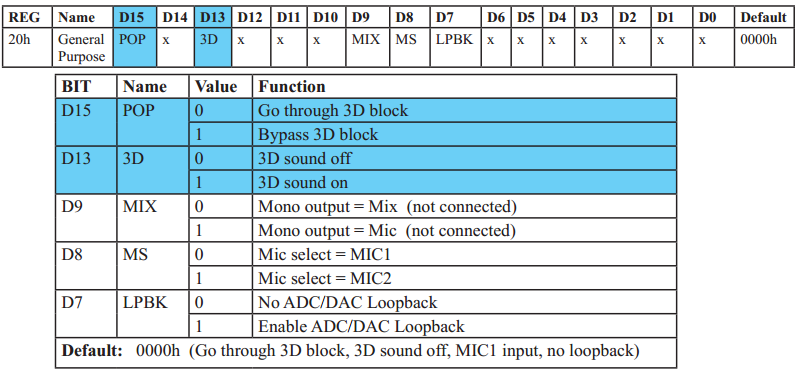 REG Name D15 D14 D13 D12 D11 D10 D9 D8 D7 D6 D5 D4 D3 D2 D1 D0 Default
20h General POP x 3D x x x MIX MS LPBK x x x x x x x 0000h
Purpose
BIT Name Value Function
D15 POP 0 Go through 3D block
1 Bypass 3D block
D13 3D 0 3D sound off
1 3D sound on
D9 MIX 0 Mono output = Mix (not connected)
1 Mono output = Mic (not connected)
D8 MS 0 Mic select = MIC1
1 Mic select = MIC2
D7 LPBK 0 No ADC/DAC Loopback
1 Enable ADC/DAC Loopback
Default: 0000h (Go through 3D block, 3D sound off, MIC1 input, no loopback)